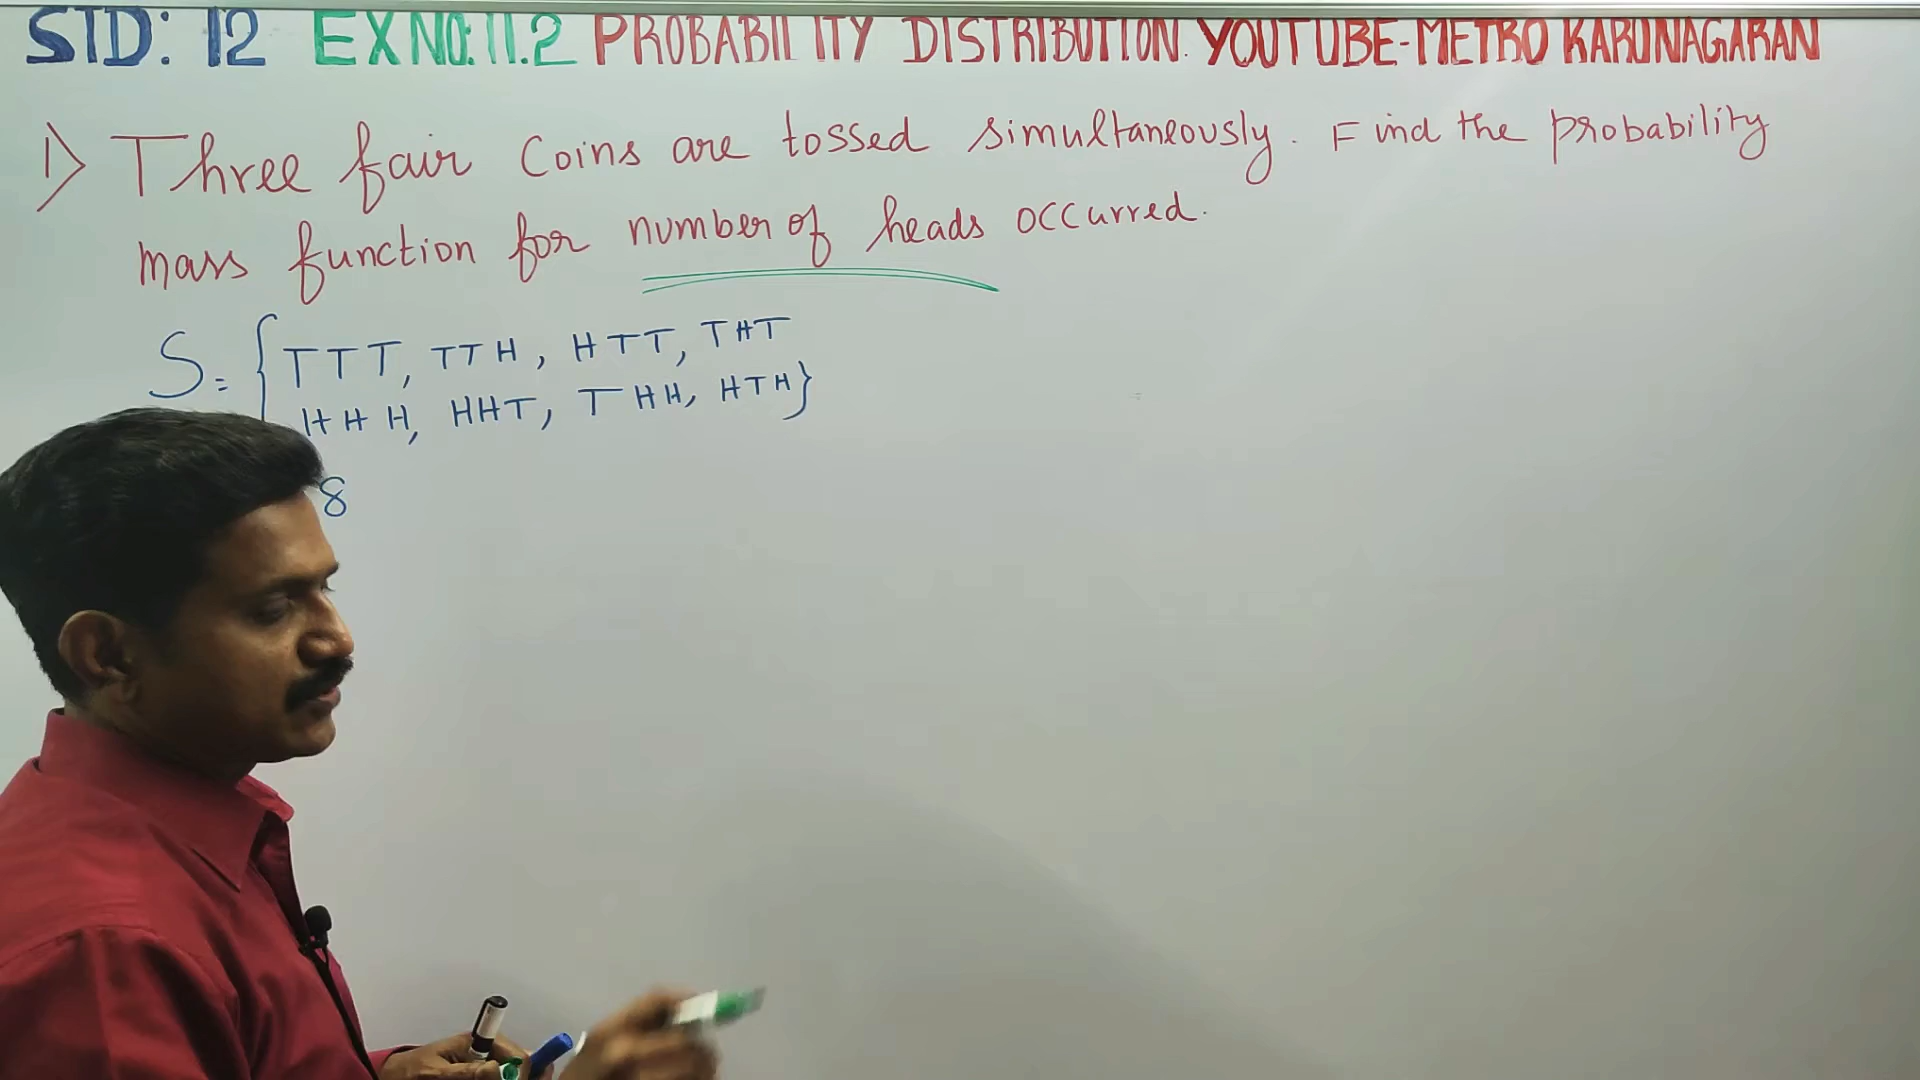 STD: 12 EX NO: 11.2 PROBABILITY DISTRIBUTION. YOUTUBE-METRO KARUNAGARAN
1) Three fair coins are tossed simultaneously. Find the probability
mass function for number of heads occurred.
S = { TTT, TTH, HTT, THT
HHH, HHT, THH, HTH }
8